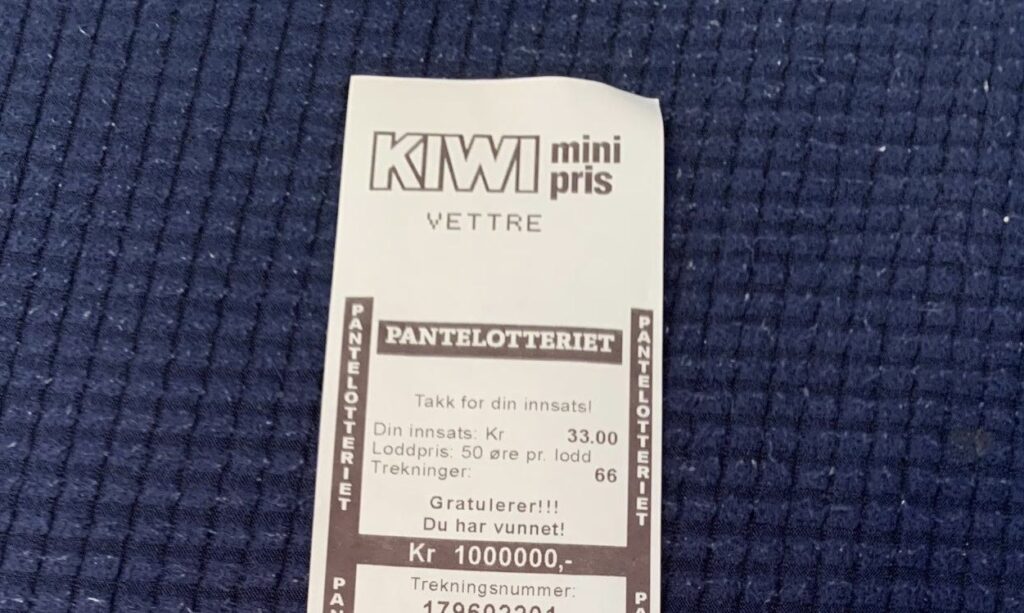 KIWI mini pris
VETTRE
PANTELOTTERIET
PANTELOTTERIET
PANTELOTTERIET
Takk for din innsats!
Din innsats: Kr 33.00
Loddpris: 50 øre pr. lodd
Trekninger: 66
Gratulerer!!!
Du har vunnet!
Kr 1000000,-
Trekningsnummer: